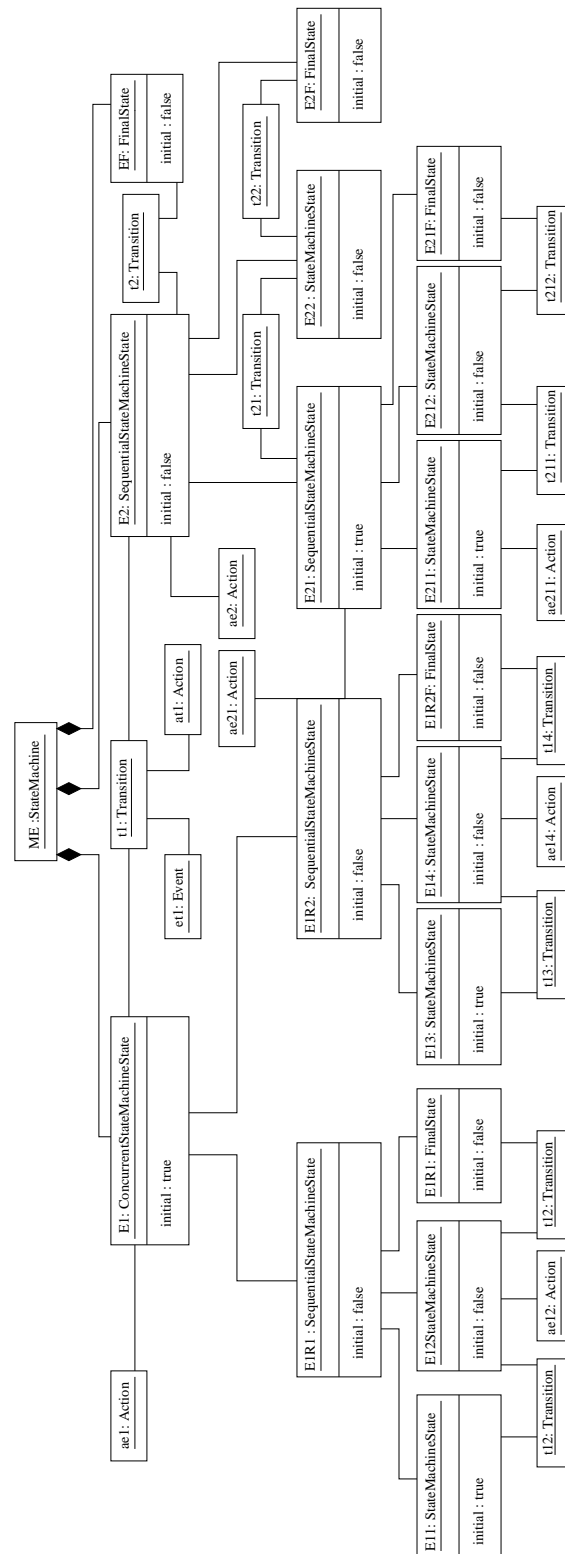 ME :StateMachine
ae1: Action
E1: ConcurrentStateMachineState
initial : true
t1: Transition
E2: SequentialStateMachineState
initial : false
t2: Transition
EF: FinalState
initial : false
et1: Event
at1: Action
ae21: Action
ae2: Action
t21: Transition
t22: Transition
E1R1 : SequentialStateMachineState
initial : false
E1R2: SequentialStateMachineState
initial : false
E21: SequentialStateMachineState
initial : true
E22 : StateMachineState
initial : false
E2F: FinalState
initial : false
E11: StateMachineState
initial : true
E12StateMachineState
initial : false
E1R1: FinalState
initial : false
E13: StateMachineState
initial : true
E14: StateMachineState
initial : false
E1R2F: FinalState
initial : false
E211: StateMachineState
initial : true
E212: StateMachineState
initial : false
E21F: FinalState
initial : false
t12: Transition
ae12: Action
t12: Transition
t13: Transition
ae14: Action
t14: Transition
ae211: Action
t211: Transition
t212: Transition